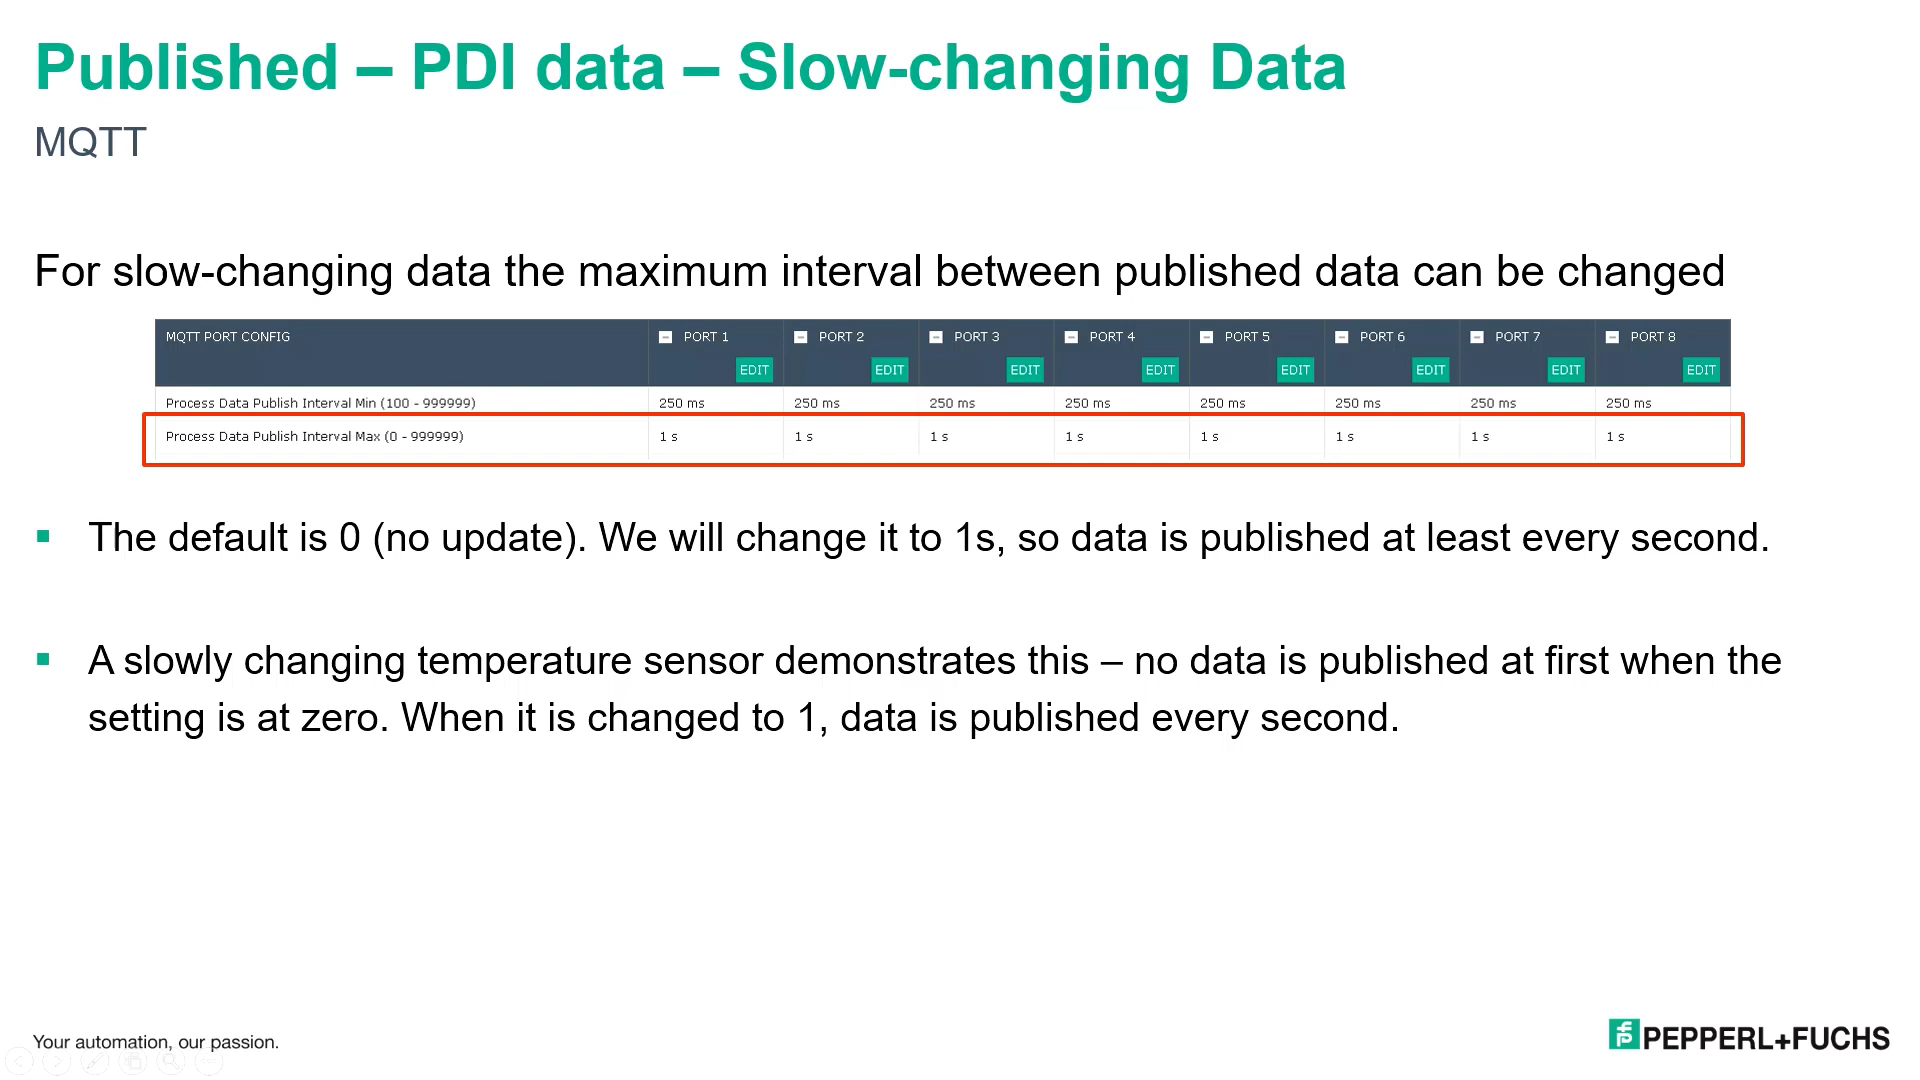 Published – PDI data – Slow-changing Data
MQTT
For slow-changing data the maximum interval between published data can be changed
MQTT PORT CONFIG PORT 1 PORT 2 PORT 3 PORT 4 PORT 5 PORT 6 PORT 7 PORT 8
EDIT EDIT EDIT EDIT EDIT EDIT EDIT EDIT
Process Data Publish Interval Min (100 - 999999) 250 ms 250 ms 250 ms 250 ms 250 ms 250 ms 250 ms 250 ms
Process Data Publish Interval Max (0 - 999999) 1 s 1 s 1 s 1 s 1 s 1 s 1 s 1 s
The default is 0 (no update). We will change it to 1s, so data is published at least every second.
A slowly changing temperature sensor demonstrates this – no data is published at first when the
setting is at zero. When it is changed to 1, data is published every second.
Your automation, our passion.
PEPPERL+FUCHS